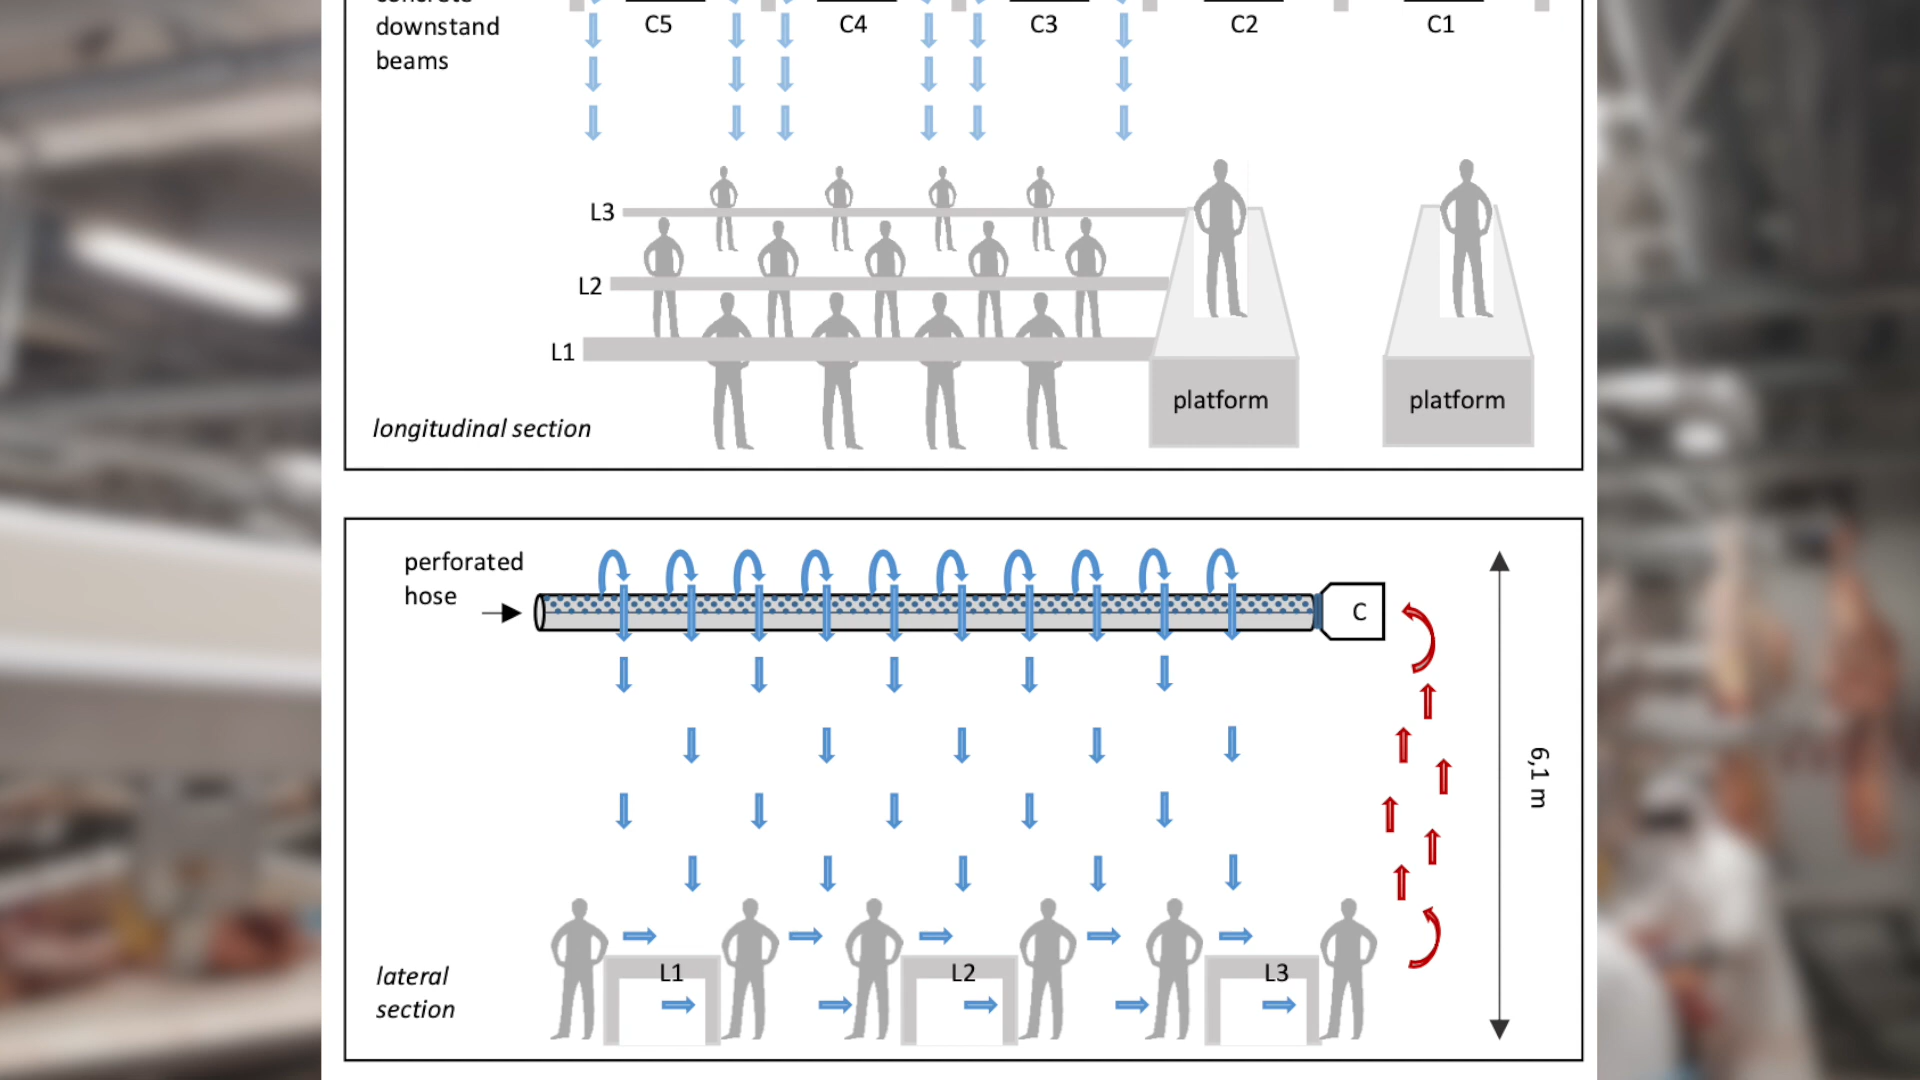 concrete
downstand
beams
C5 C4 C3 C2 C1
L3
L2
L1
platform platform
longitudinal section
perforated
hose
C
6,1 m
L1 L2 L3
lateral
section